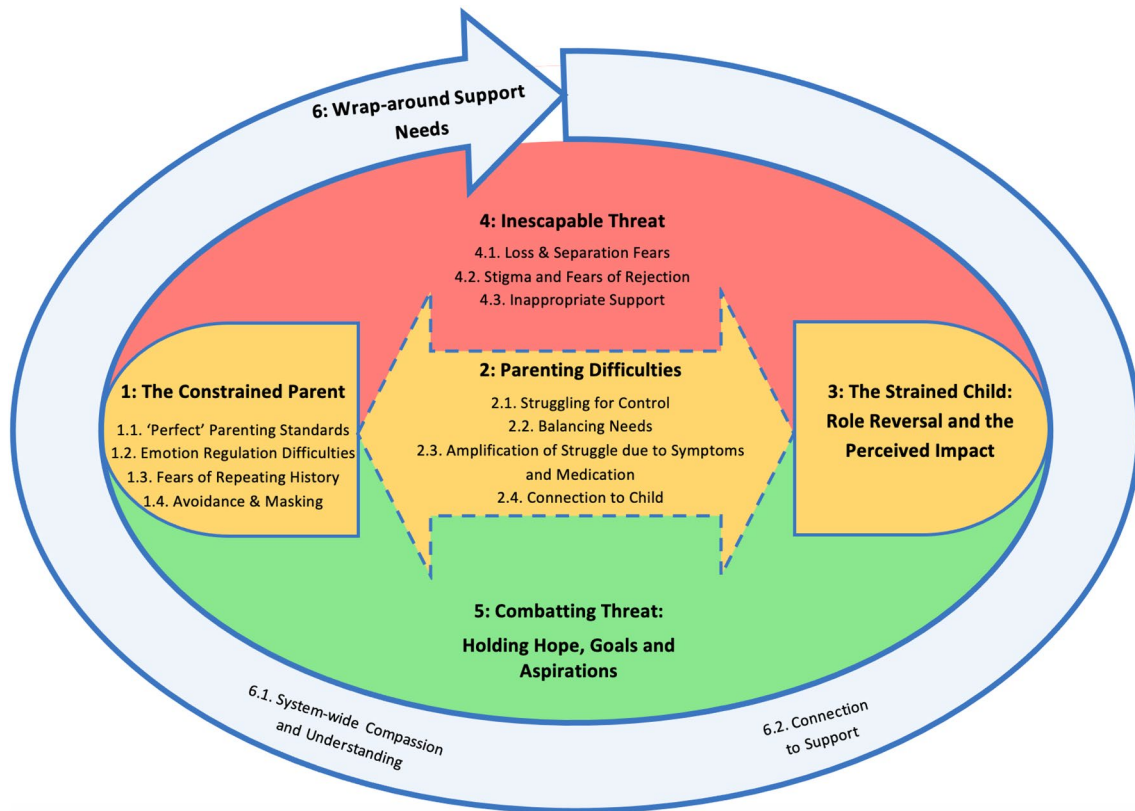 6: Wrap-around Support
Needs
4: Inescapable Threat
4.1. Loss & Separation Fears
4.2. Stigma and Fears of Rejection
4.3. Inappropriate Support
1: The Constrained Parent
1.1. ‘Perfect’ Parenting Standards
1.2. Emotion Regulation Difficulties
1.3. Fears of Repeating History
1.4. Avoidance & Masking
2: Parenting Difficulties
2.1. Struggling for Control
2.2. Balancing Needs
2.3. Amplification of Struggle due to Symptoms
and Medication
2.4. Connection to Child
3: The Strained Child:
Role Reversal and the
Perceived Impact
5: Combatting Threat:
Holding Hope, Goals and
Aspirations
6.1. System-wide Compassion
and Understanding
6.2. Connection
to Support